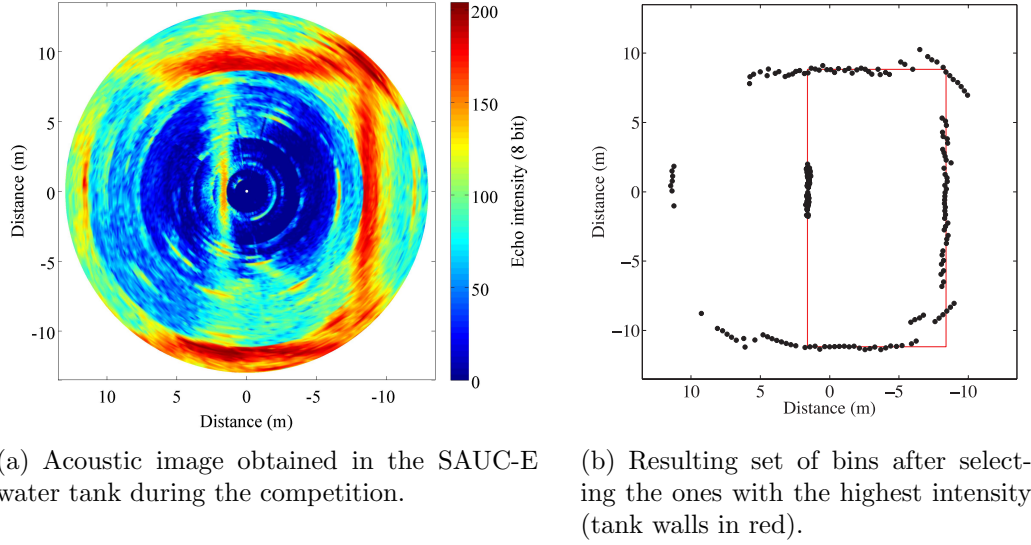 200
150
100
50
0
Echo intensity (8 bit)
10
5
0
-5
-10
Distance (m)
10 5 0 -5 -10
Distance (m)
10
5
0
−5
−10
Distance (m)
10 5 0 −5 −10
Distance (m)
(a) Acoustic image obtained in the SAUC-E
water tank during the competition.
(b) Resulting set of bins after select-
ing the ones with the highest intensity
(tank walls in red).